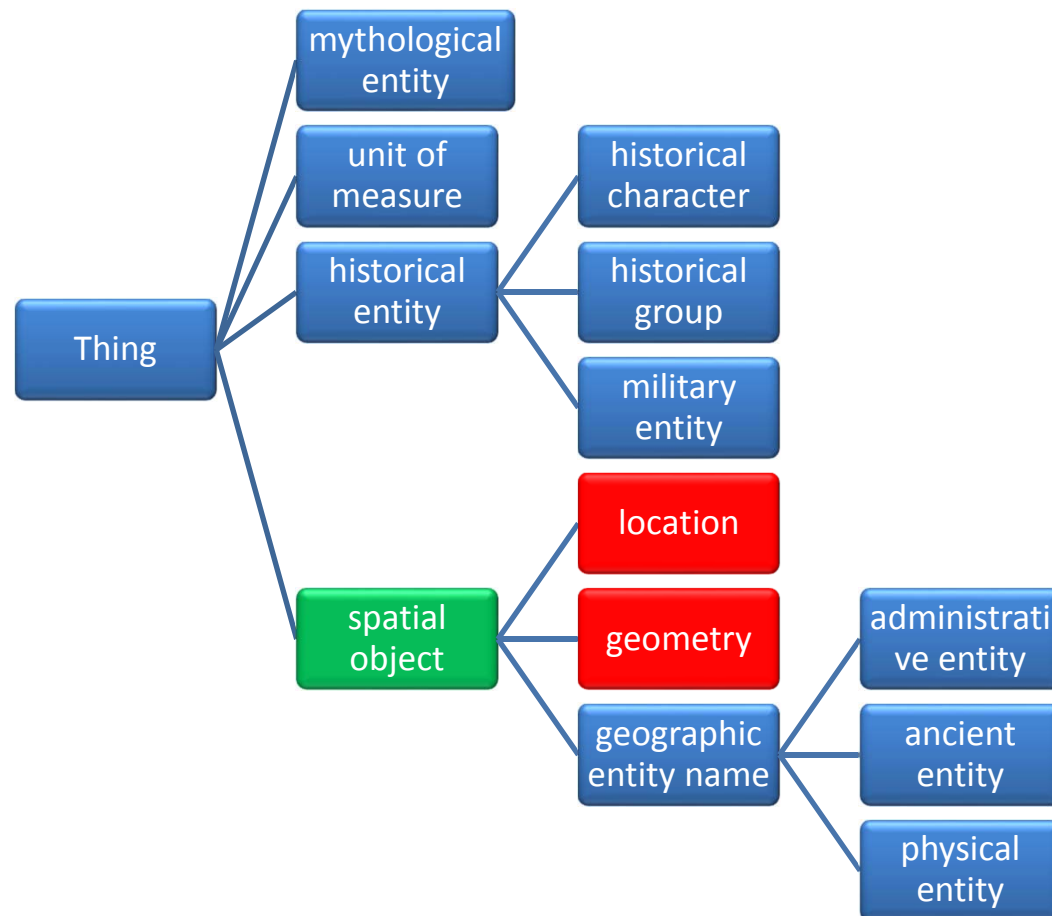 mythological
entity
unit of
measure
historical
entity
historical
character
historical
group
military
entity
Thing
spatial
object
location
geometry
geographic
entity name
administrati
ve entity
ancient
entity
physical
entity